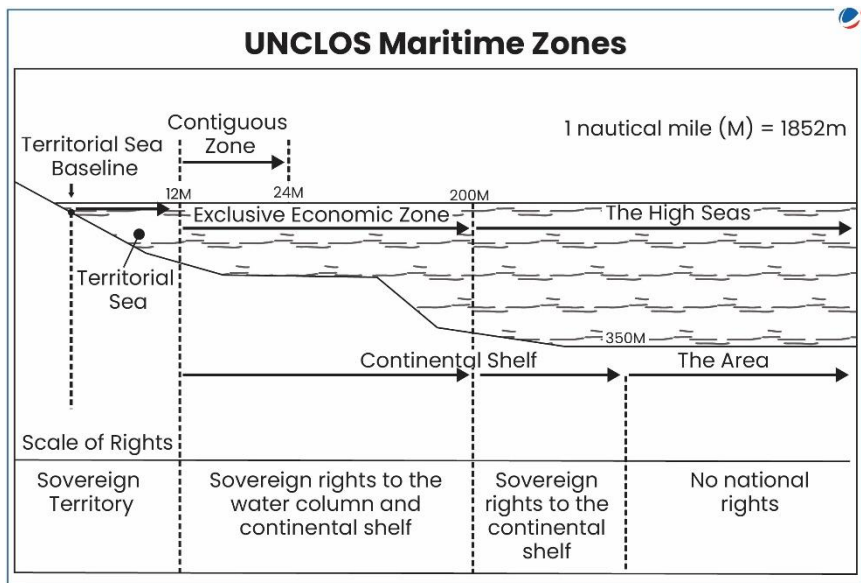 UNCLOS Maritime Zones
1 nautical mile (M) = 1852m
Contiguous
Zone
Territorial Sea
Baseline
12M
24M
200M
Exclusive Economic Zone
The High Seas
Territorial
Sea
350M
Continental Shelf
The Area
Scale of Rights
Sovereign
Territory
Sovereign rights to the
water column and
continental shelf
Sovereign
rights to the
continental
shelf
No national
rights